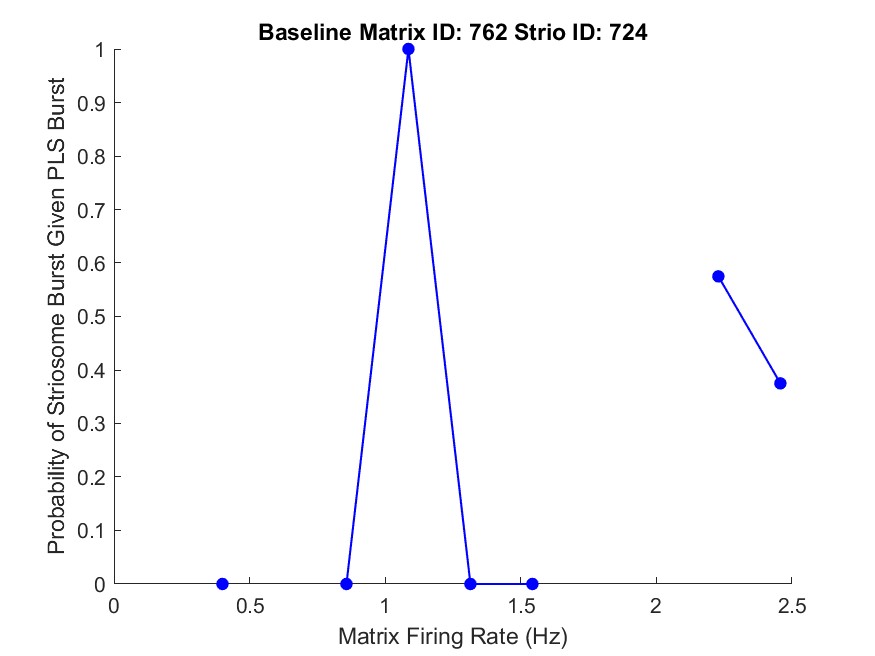 Baseline Matrix ID: 762 Strio ID: 724
Probability of Striosome Burst Given PLS Burst
1
0.9
0.8
0.7
0.6
0.5
0.4
0.3
0.2
0.1
0
0 0.5 1 1.5 2 2.5
Matrix Firing Rate (Hz)